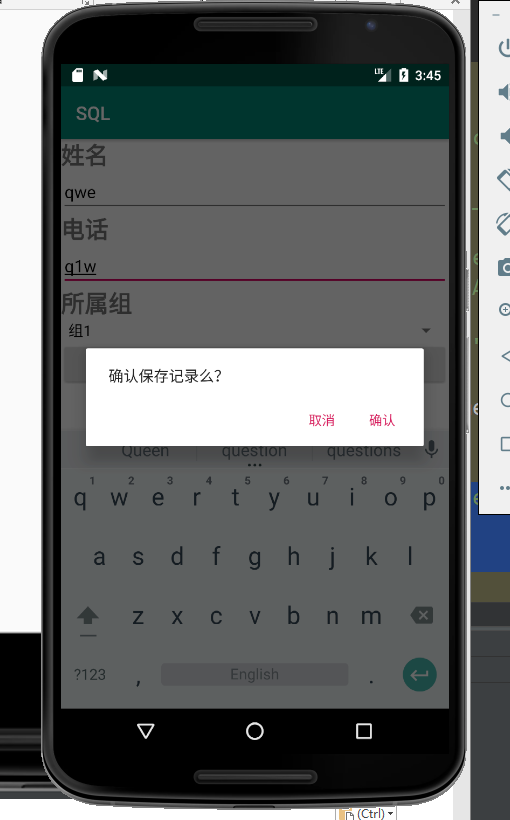 3:45
SQL
姓名
qwe
电话
q1w
所属组
组1
确认保存记录么?
取消 确认
Queen question questions
1 2 3 4 5 6 7 8 9 0
q w e r t y u i o p
a s d f g h j k l
z x c v b n m
?123 , English .
(Ctrl)